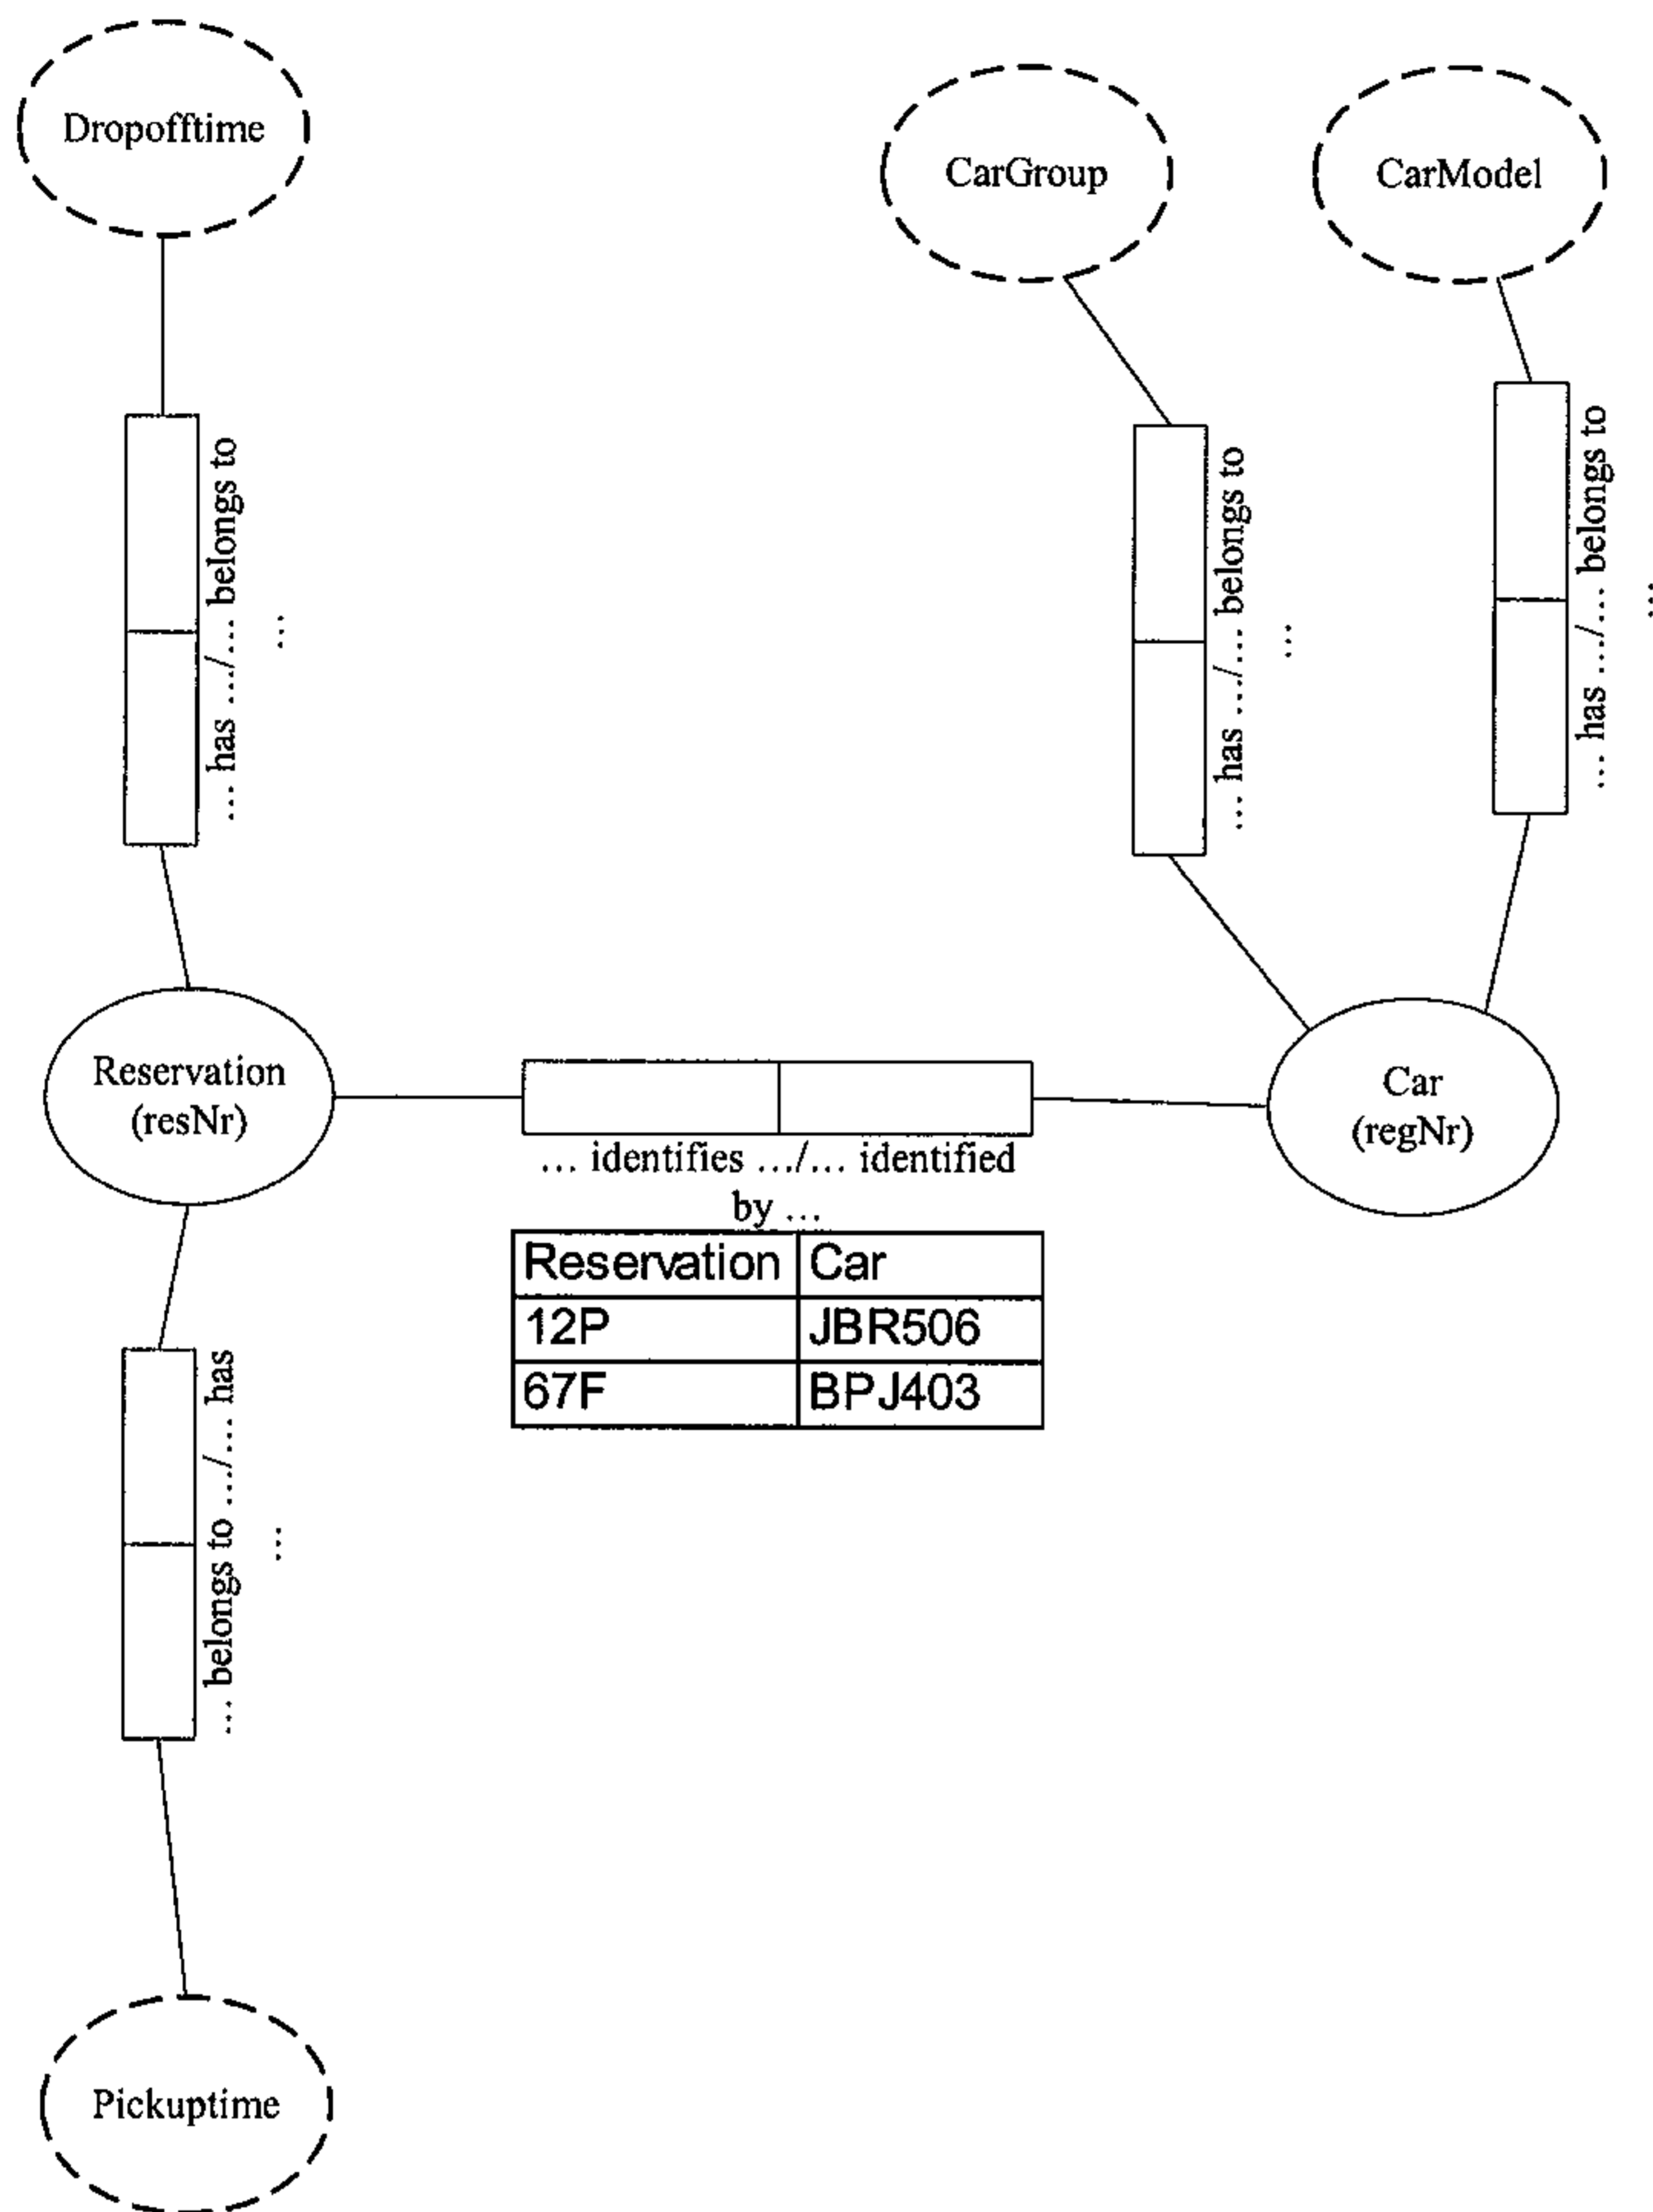 Dropofftime
CarGroup
CarModel
... has .../... belongs to
...
... has .../... belongs to
...
... has .../... belongs to
...
Reservation
(resNr)
Car
(regNr)
... identifies .../... identified
by ...
Reservation Car
12P JBR506
67F BPJ403
... belongs to .../... has
...
Pickuptime